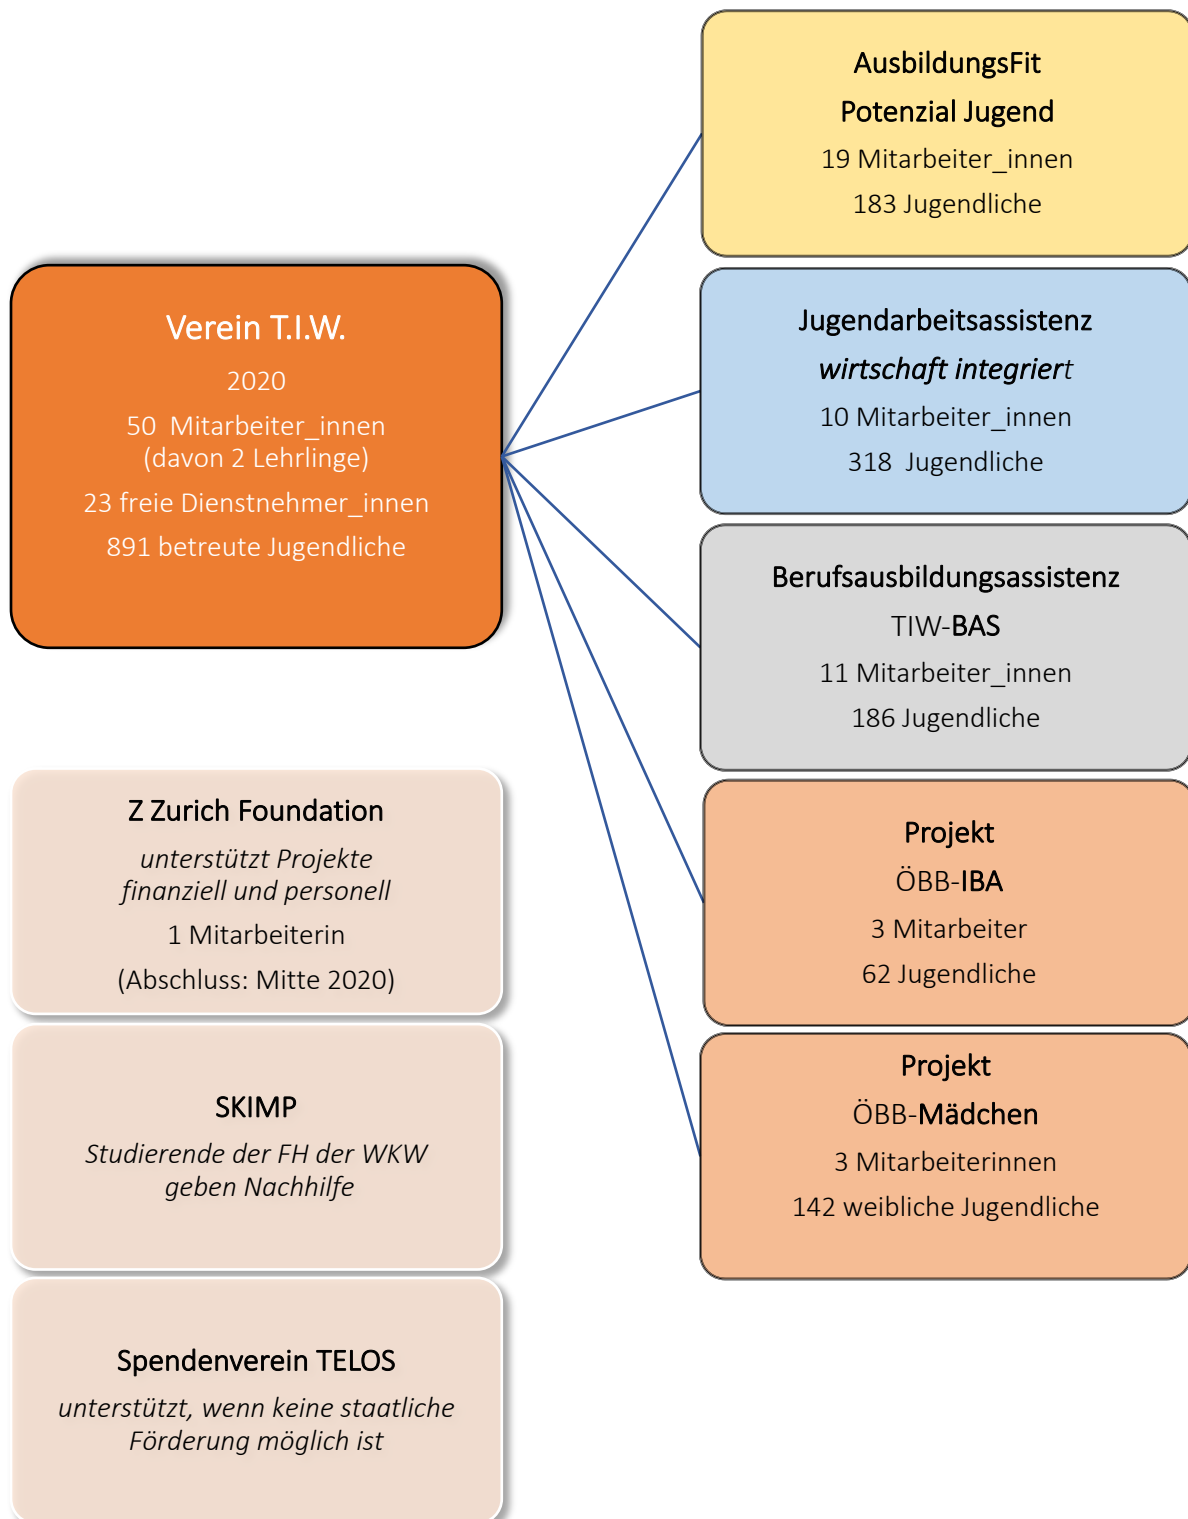 Verein T.I.W.
2020
50 Mitarbeiter_innen
(davon 2 Lehrlinge)
23 freie Dienstnehmer_innen
891 betreute Jugendliche
AusbildungsFit
Potenzial Jugend
19 Mitarbeiter_innen
183 Jugendliche
Jugendarbeitsassistenz
wirtschaft integriert
10 Mitarbeiter_innen
318 Jugendliche
Berufsausbildungsassistenz
TIW-BAS
11 Mitarbeiter_innen
186 Jugendliche
Projekt
ÖBB-IBA
3 Mitarbeiter
62 Jugendliche
Projekt
ÖBB-Mädchen
3 Mitarbeiterinnen
142 weibliche Jugendliche
Z Zurich Foundation
unterstützt Projekte
finanziell und personell
1 Mitarbeiterin
(Abschluss: Mitte 2020)
SKIMP
Studierende der FH der WKW
geben Nachhilfe
Spendenverein TELOS
unterstützt, wenn keine staatliche
Förderung möglich ist